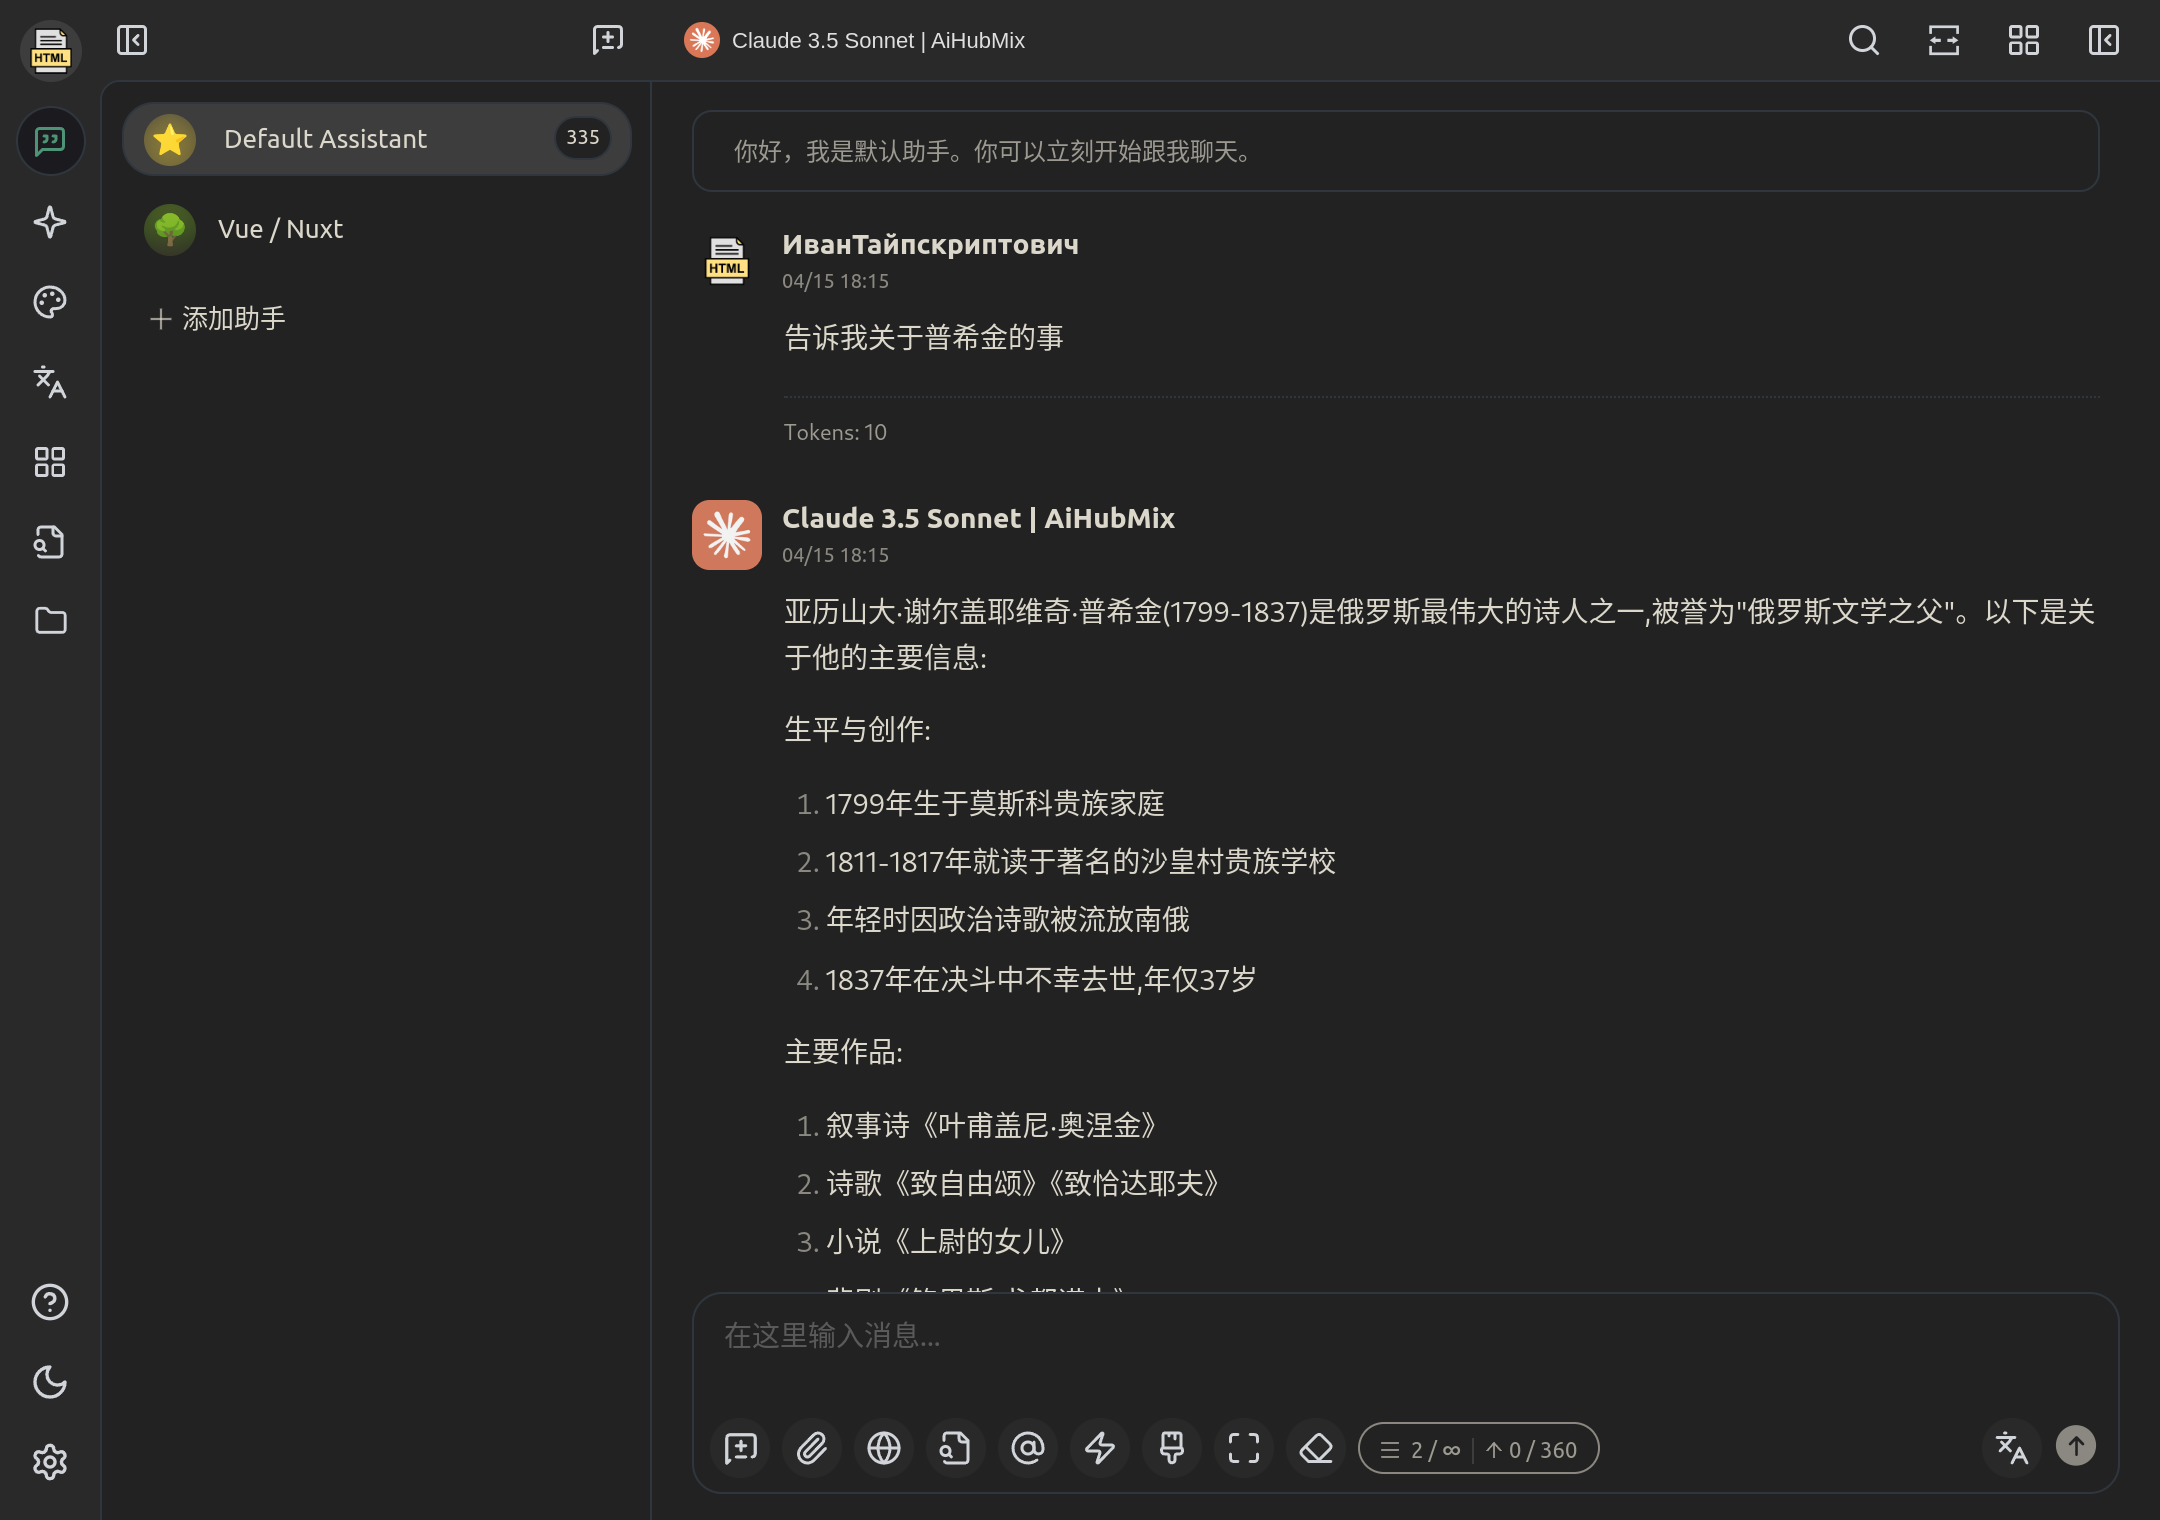 HTML
Claude 3.5 Sonnet | AiHubMix
Default Assistant
335
Vue / Nuxt
添加助手
你好，我是默认助手。你可以立刻开始跟我聊天。
HTML
ИванТайпскриптович
04/15 18:15
告诉我关于普希金的事
Tokens: 10
Claude 3.5 Sonnet | AiHubMix
04/15 18:15
亚历山大·谢尔盖耶维奇·普希金(1799-1837)是俄罗斯最伟大的诗人之一,被誉为"俄罗斯文学之父"。以下是关
于他的主要信息:
生平与创作:
1. 1799年生于莫斯科贵族家庭
2. 1811-1817年就读于著名的沙皇村贵族学校
3. 年轻时因政治诗歌被流放南俄
4. 1837年在决斗中不幸去世,年仅37岁
主要作品:
1. 叙事诗《叶甫盖尼·奥涅金》
2. 诗歌《致自由颂》《致恰达耶夫》
3. 小说《上尉的女儿》
在这里输入消息...
2 / ∞ | ↑ 0 / 360